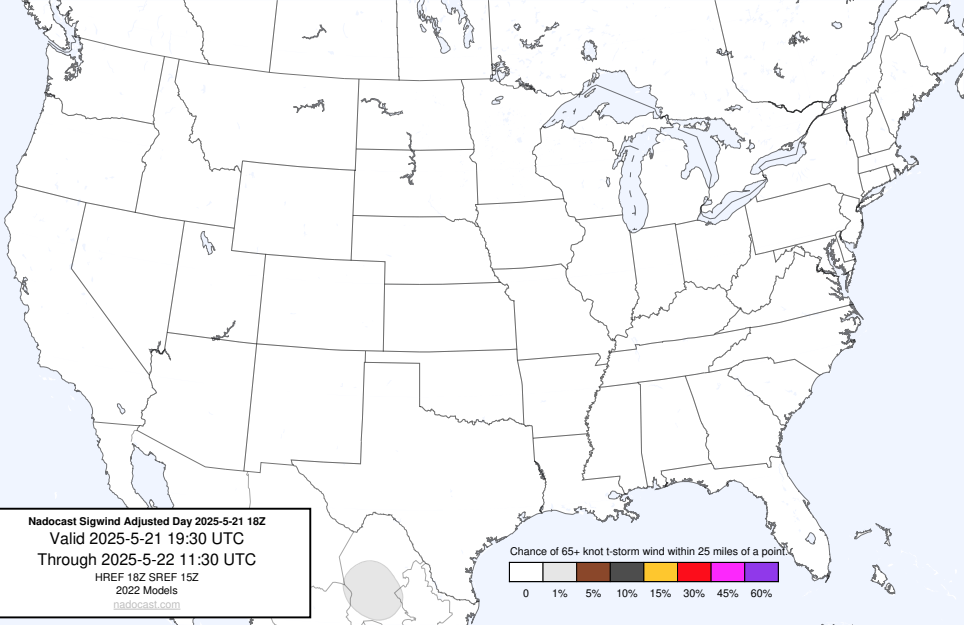 Nadocast Sigwind Adjusted Day 2025-5-21 18Z
Valid 2025-5-21 19:30 UTC
Through 2025-5-22 11:30 UTC
HREF 18Z SREF 15Z
2022 Models
nadocast.com
Chance of 65+ knot t-storm wind within 25 miles of a point.
0 1% 5% 10% 15% 30% 45% 60%